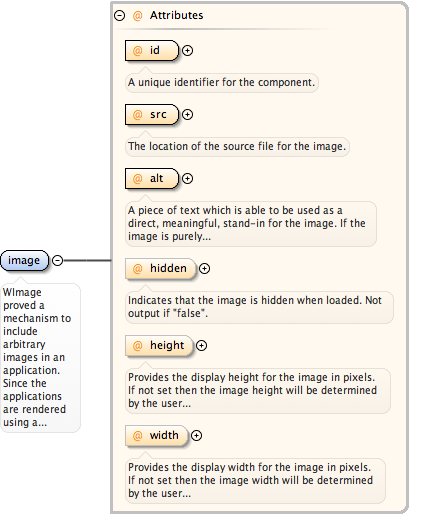 @ Attributes
@ id
A unique identifier for the component.
@ src
The location of the source file for the image.
@ alt
A piece of text which is able to be used as a
direct, meaningful, stand-in for the image. If the
image is purely...
image
WImage
proved a
mechanism to
include
arbitrary
images in an
application.
Since the
applications
are rendered
using a...
@ hidden
Indicates that the image is hidden when loaded. Not
output if "false".
@ height
Provides the display height for the image in pixels.
If not set then the image height will be determined
by the user...
@ width
Provides the display width for the image in pixels.
If not set then the image width will be determined
by the user...